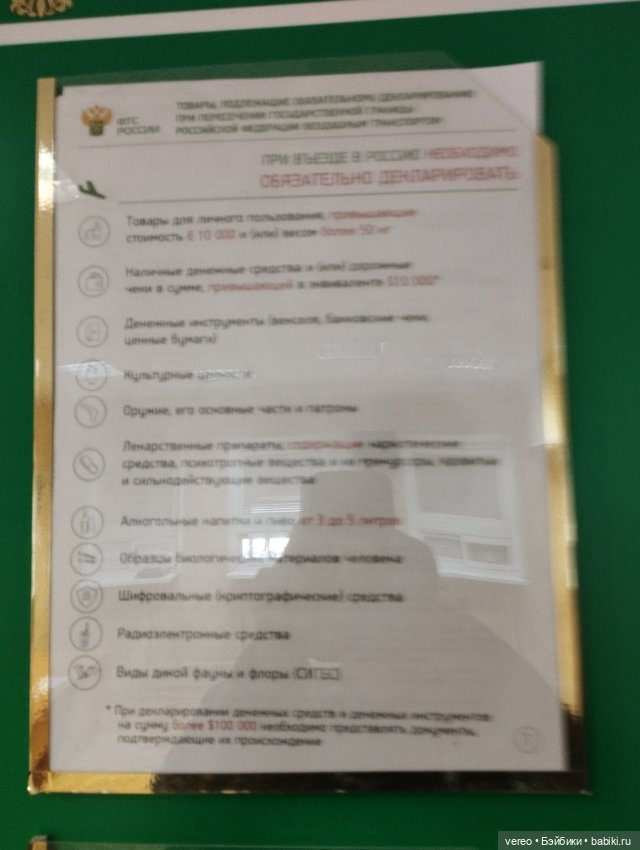 ФТС
РОССИИ
ТОВАРЫ, ПОДЛЕЖАЩИЕ ОБЯЗАТЕЛЬНОМУ ДЕКЛАРИРОВАНИЮ
ПРИ ПЕРЕСЕЧЕНИИ ГОСУДАРСТВЕННОЙ ГРАНИЦЫ
РОССИЙСКОЙ ФЕДЕРАЦИИ ВОЗДУШНЫМ ТРАНСПОРТОМ
ПРИ ВЪЕЗДЕ В РОССИЮ НЕОБХОДИМО
ОБЯЗАТЕЛЬНО ДЕКЛАРИРОВАТЬ
Товары для личного пользования, превышающие
стоимость € 10 000 и (или) весом более 50 кг
Наличные денежные средства и (или) дорожные
чеки в сумме, превышающей в эквиваленте $10 000*
Денежные инструменты (векселя, банковские чеки,
ценные бумаги)
Культурные ценности
Оружие, его основные части и патроны
Лекарственные препараты, содержащие наркотические
средства, психотропные вещества и их прекурсоры, ядовитые
и сильнодействующие вещества
Алкогольные напитки и пиво от 3 до 5 литров
Образцы биологических материалов человека
Шифровальные (криптографические) средства
Радиоэлектронные средства
Виды дикой фауны и флоры (СИТЕС)
* При декларировании денежных средств и денежных инструментов
на сумму более $100 000 необходимо представлять документы,
подтверждающие их происхождение
vereo • Бэйбики • babiki.ru